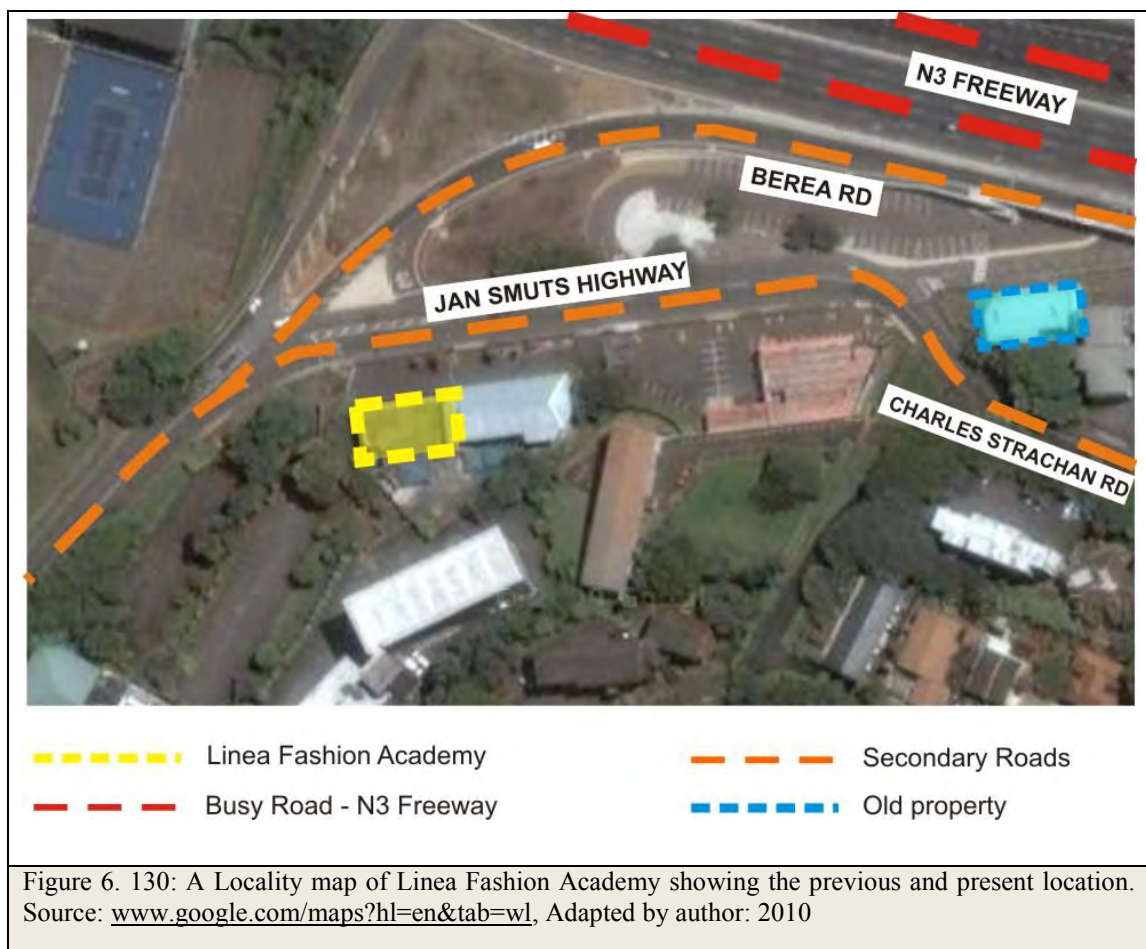 N3 FREEWAY
BEREA RD
JAN SMUTS HIGHWAY
CHARLES STRACHAN RD
Linea Fashion Academy
Secondary Roads
Busy Road - N3 Freeway
Old property
Figure 6. 130: A Locality map of Linea Fashion Academy showing the previous and present location.
Source: www.google.com/maps?hl=en&tab=wl, Adapted by author: 2010